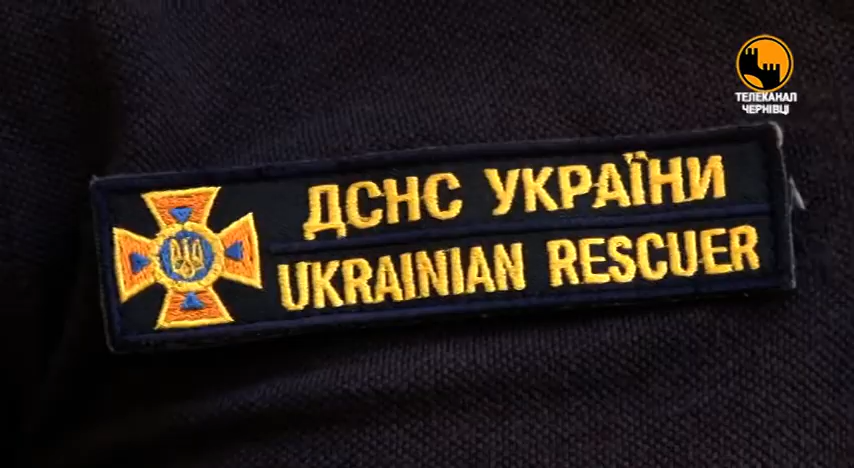 ТЕЛЕКАНАЛ
ЧЕРНІВЦІ
ДСНС УКРАЇНИ
UKRAINIAN RESCUER